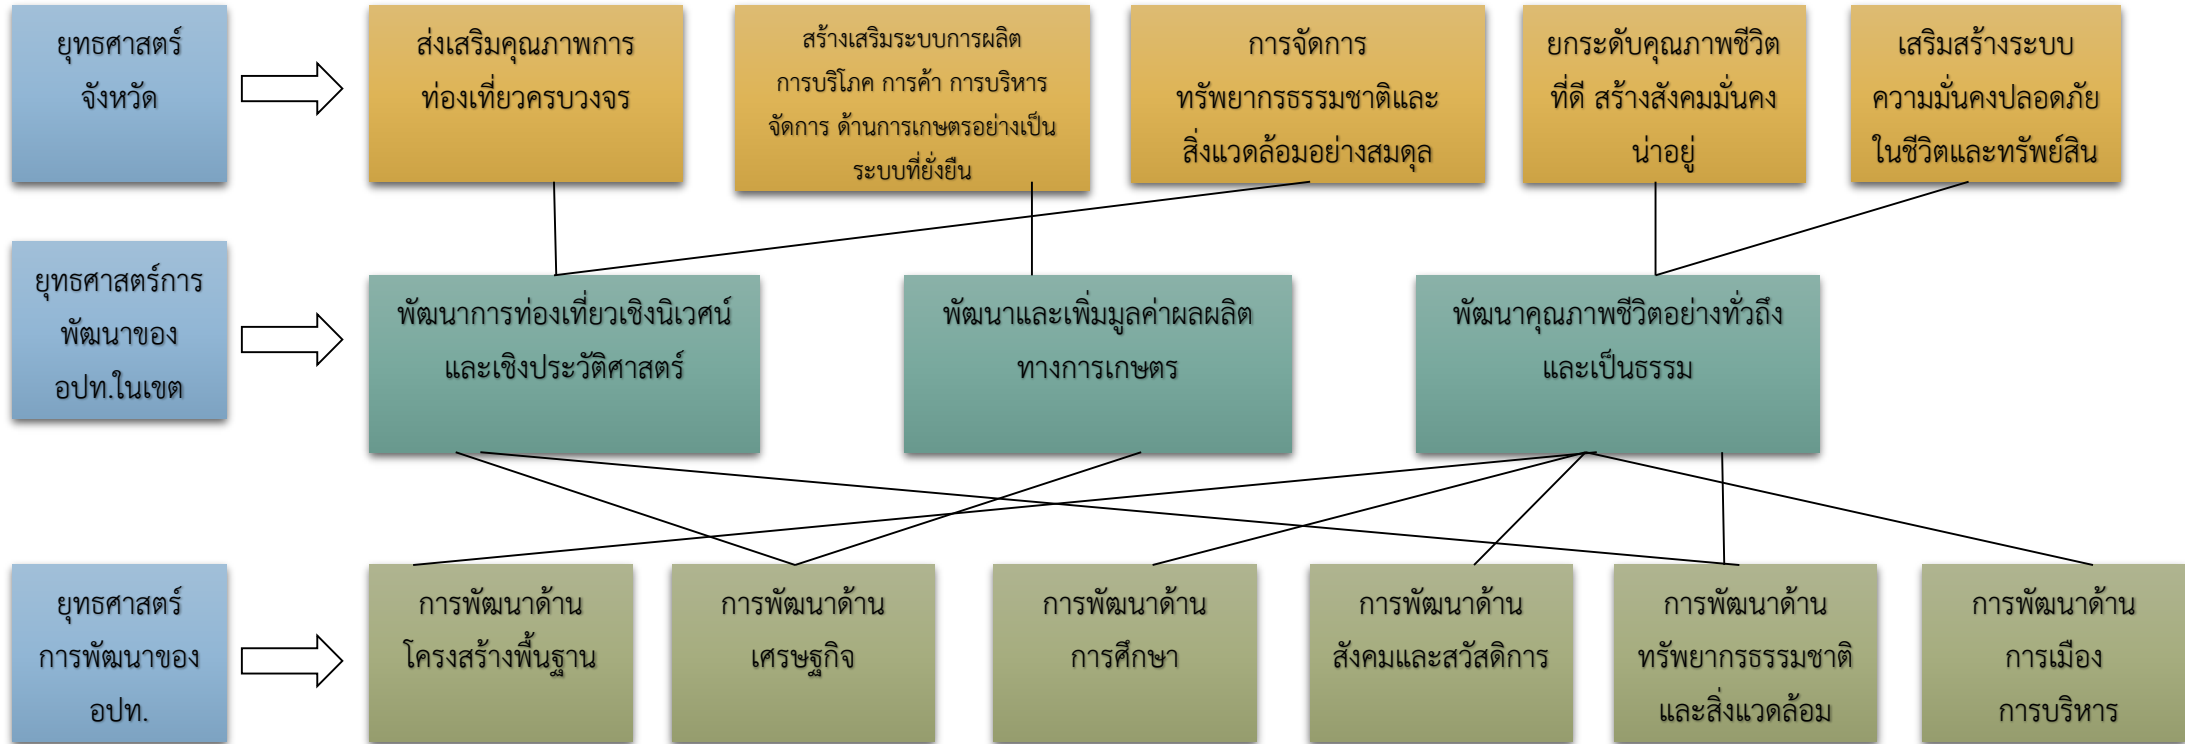 ยุทธศาสตร์
จังหวัด
ส่งเสริมคุณภาพการ
ท่องเที่ยวครบวงจร
สร้างเสริมระบบการผลิต
การบริโภค การค้า การบริหาร
จัดการ ด้านการเกษตรอย่างเป็น
ระบบที่ยั่งยืน
การจัดการ
ทรัพยากรธรรมชาติและ
สิ่งแวดล้อมอย่างสมดุล
ยกระดับคุณภาพชีวิต
ที่ดี สร้างสังคมมั่นคง
น่าอยู่
เสริมสร้างระบบ
ความมั่นคงปลอดภัย
ในชีวิตและทรัพย์สิน
ยุทธศาสตร์การ
พัฒนาของ
อปท.ในเขต
พัฒนาการท่องเที่ยวเชิงนิเวศน์
และเชิงประวัติศาสตร์
พัฒนาและเพิ่มมูลค่าผลผลิต
ทางการเกษตร
พัฒนาคุณภาพชีวิตอย่างทั่วถึง
และเป็นธรรม
ยุทธศาสตร์
การพัฒนาของ
อปท.
การพัฒนาด้าน
โครงสร้างพื้นฐาน
การพัฒนาด้าน
เศรษฐกิจ
การพัฒนาด้าน
การศึกษา
การพัฒนาด้าน
สังคมและสวัสดิการ
การพัฒนาด้าน
ทรัพยากรธรรมชาติ
และสิ่งแวดล้อม
การพัฒนาด้าน
การเมือง
การบริหาร